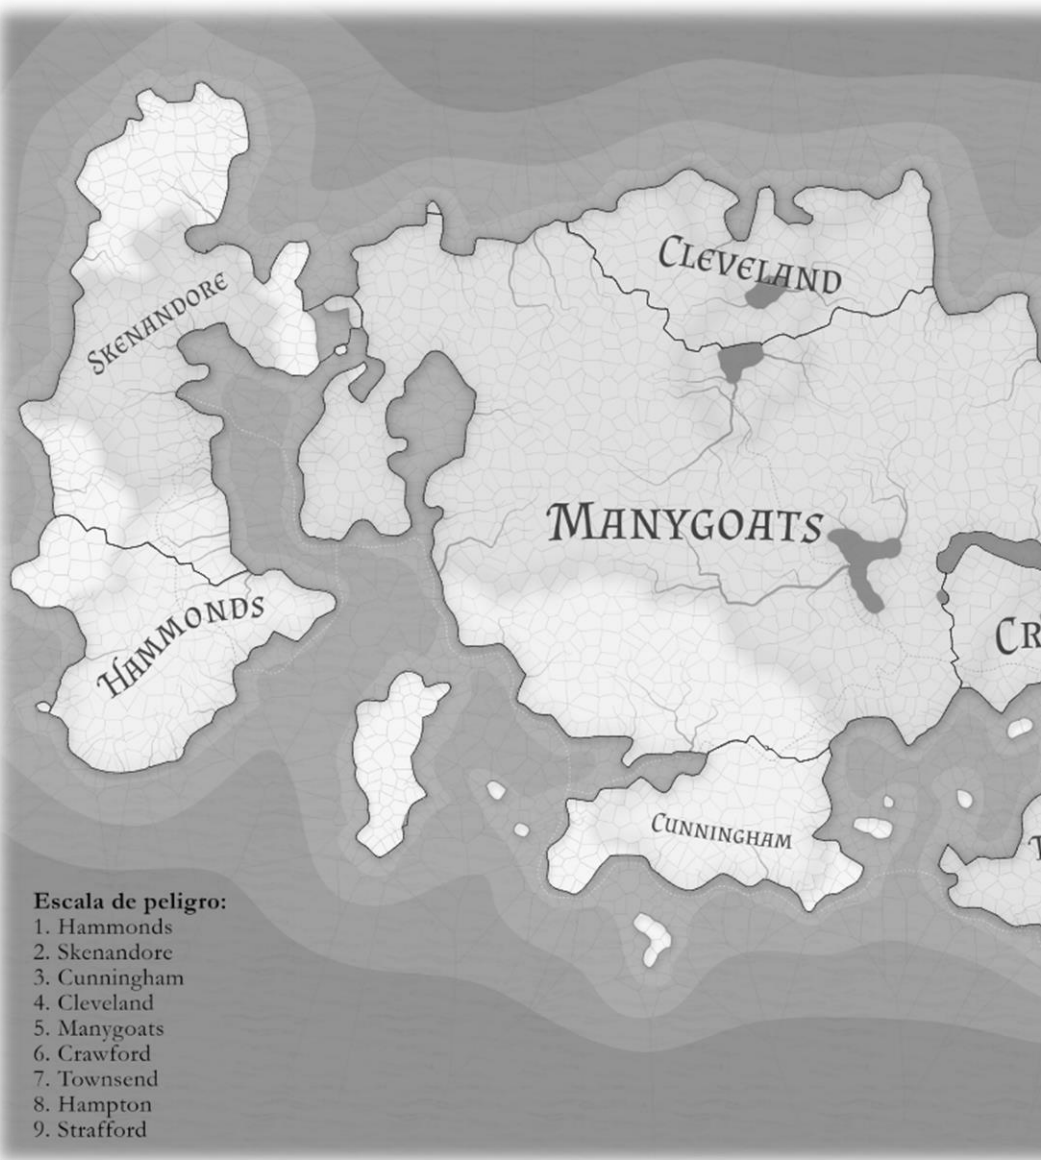 Cleveland
Skenandore
Manygoats
Hammonds
Cr
Cunningham
T
Escala de peligro:
1. Hammonds
2. Skenandore
3. Cunningham
4. Cleveland
5. Manygoats
6. Crawford
7. Townsend
8. Hampton
9. Strafford